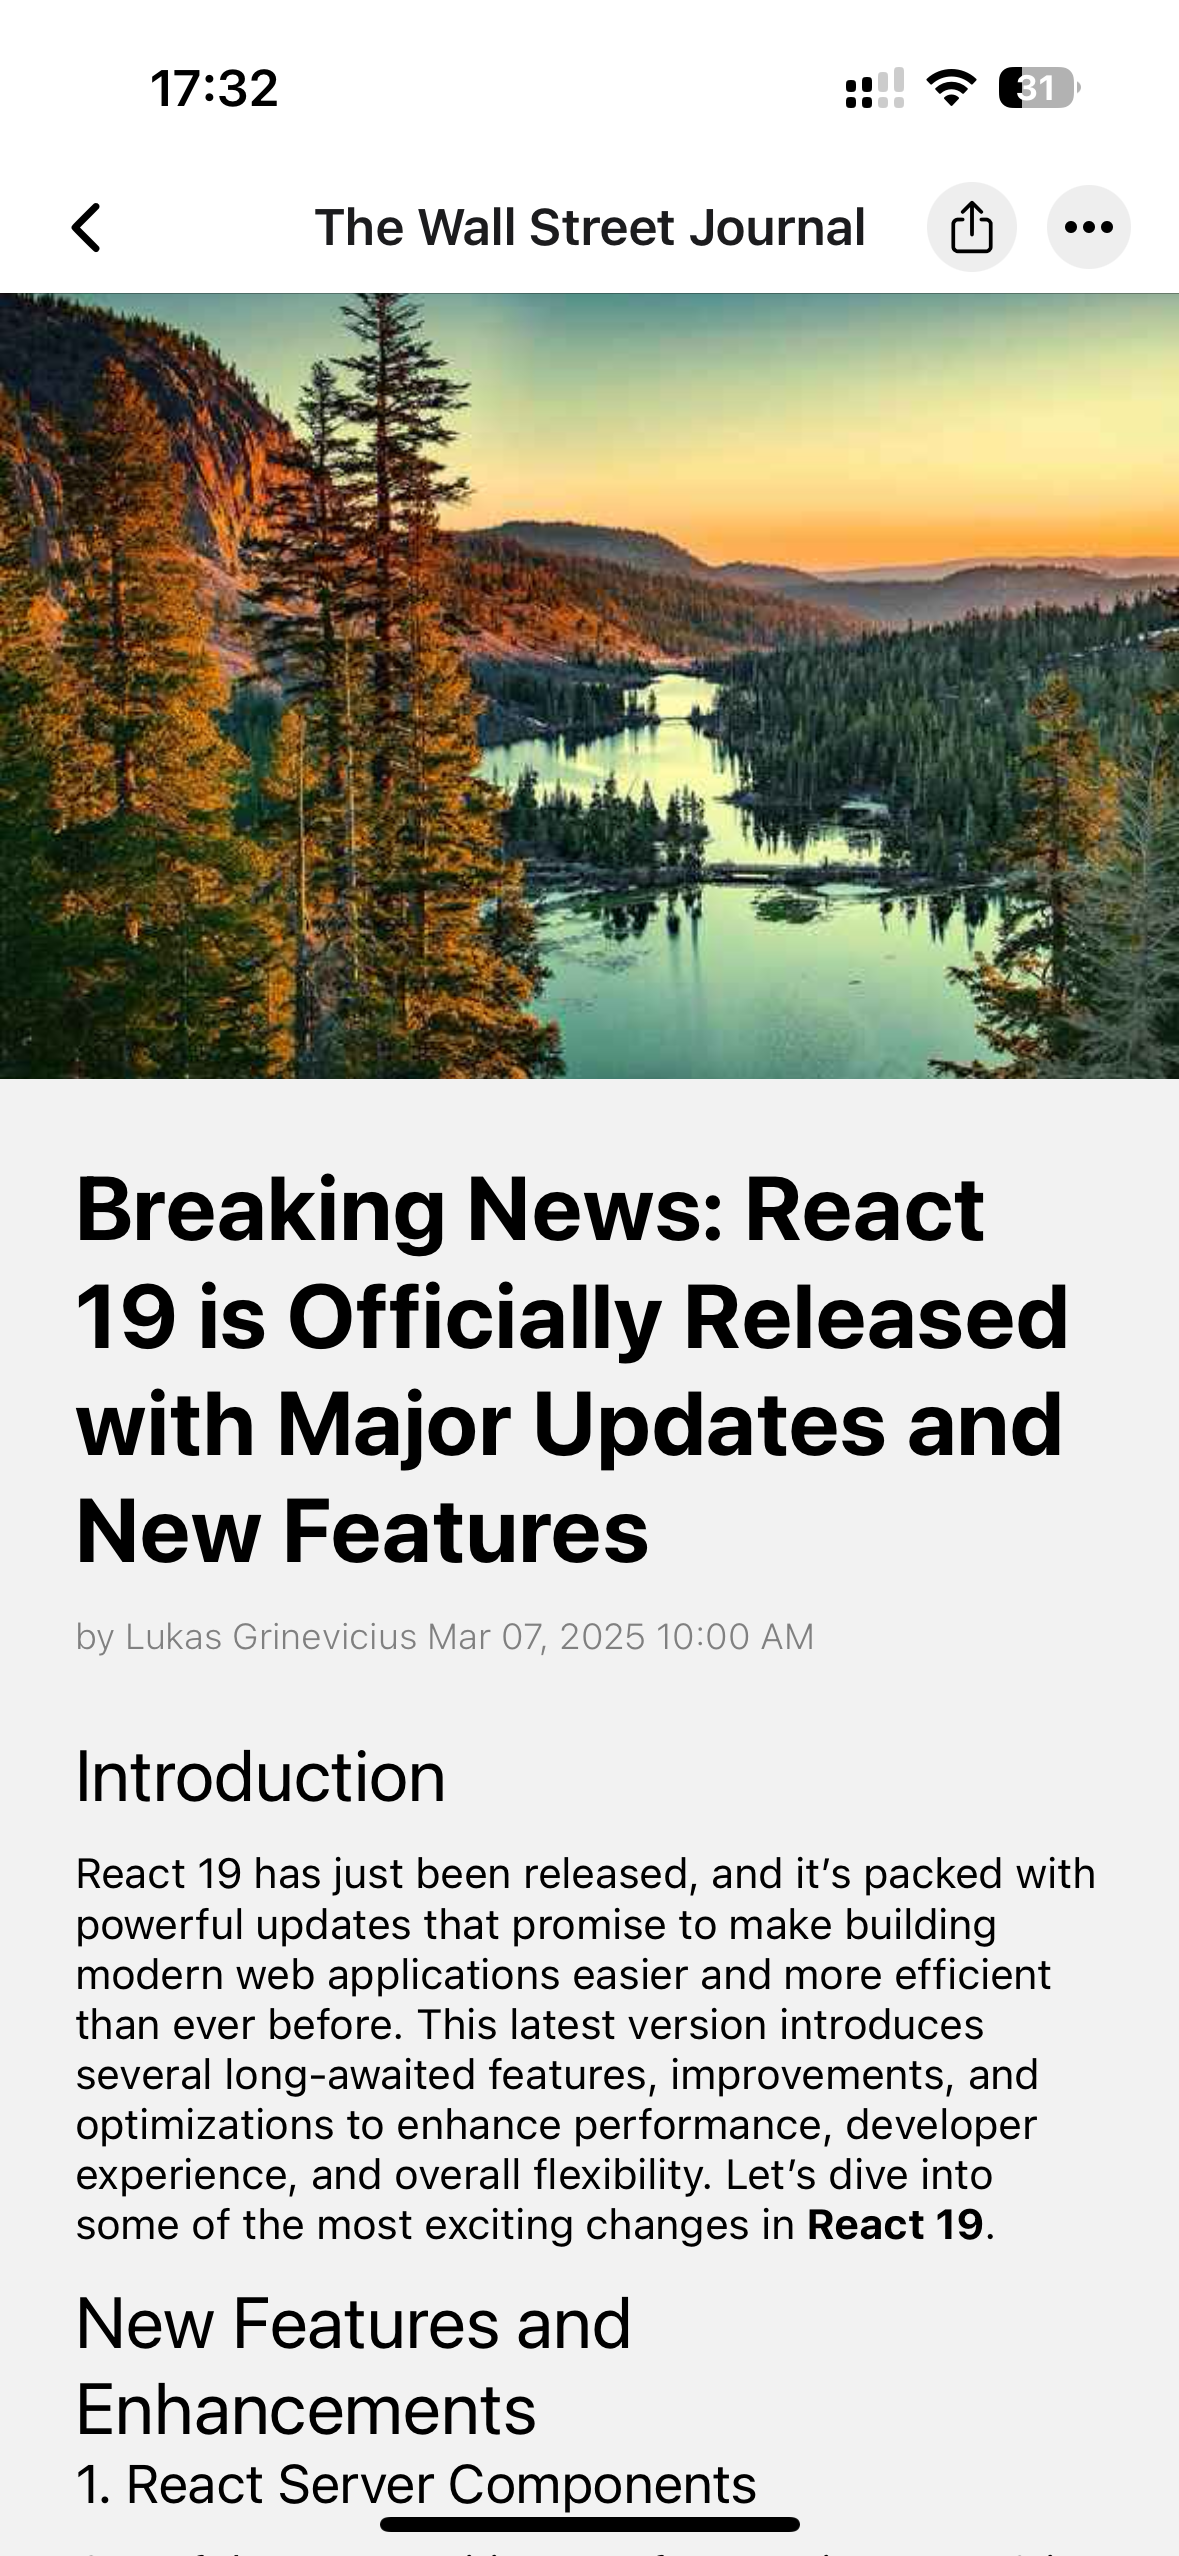 17:32
31
The Wall Street Journal
Breaking News: React
19 is Officially Released
with Major Updates and
New Features
by Lukas Grinevicius Mar 07, 2025 10:00 AM
Introduction
React 19 has just been released, and it’s packed with
powerful updates that promise to make building
modern web applications easier and more efficient
than ever before. This latest version introduces
several long-awaited features, improvements, and
optimizations to enhance performance, developer
experience, and overall flexibility. Let’s dive into
some of the most exciting changes in React 19.
New Features and
Enhancements
1. React Server Components